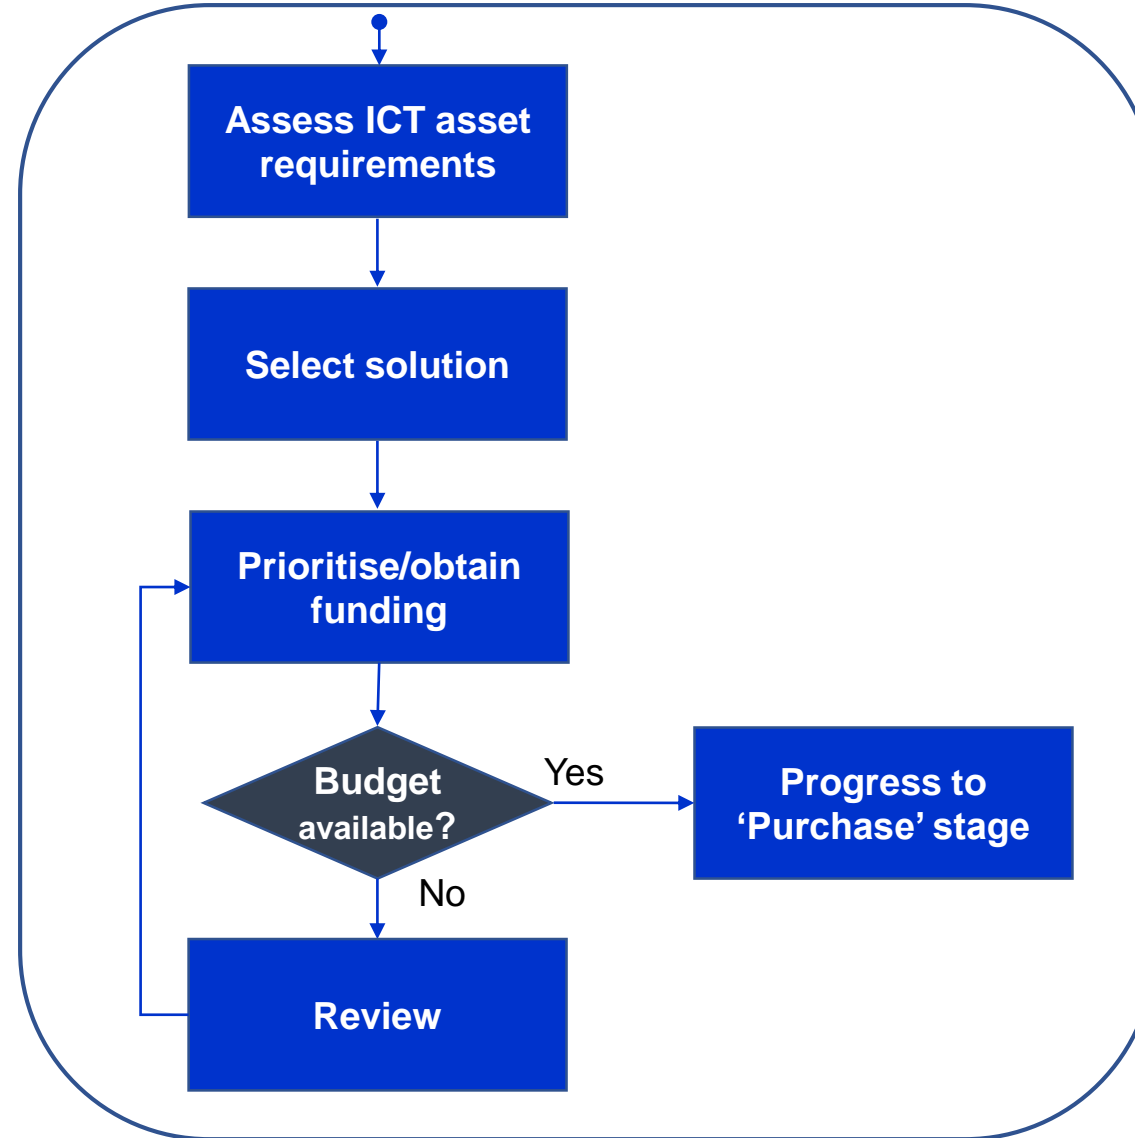 Assess ICT asset
requirements
Select solution
Prioritise/obtain
funding
Budget
available?
Yes
Progress to
‘Purchase’ stage
No
Review